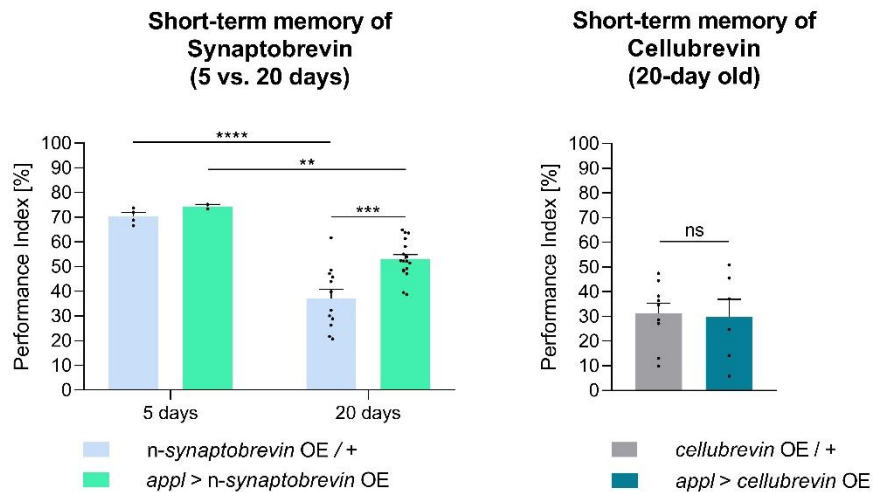 Short-term memory of
Synaptobrevin
(5 vs. 20 days)
Performance Index [%]
100
90
80
70
60
50
40
30
20
10
0
****
**
***
5 days
20 days
n-synaptobrevin OE / +
appl > n-synaptobrevin OE
Short-term memory of
Cellubrevin
(20-day old)
Performance Index [%]
100
90
80
70
60
50
40
30
20
10
0
ns
cellubrevin OE / +
appl > cellubrevin OE